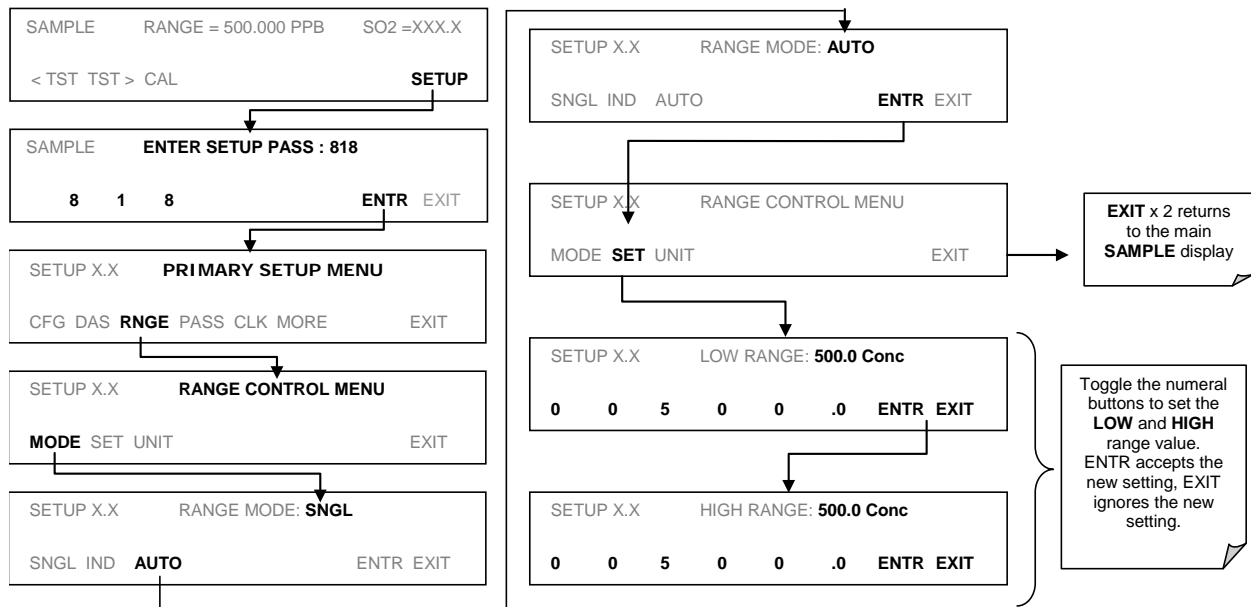 SAMPLE RANGE = 500.000 PPB SO2 =XXX.X
< TST TST > CAL SETUP
SAMPLE ENTER SETUP PASS : 818
8 1 8 ENTR EXIT
SETUP X.X PRIMARY SETUP MENU
CFG DAS RNGE PASS CLK MORE EXIT
SETUP X.X RANGE CONTROL MENU
MODE SET UNIT EXIT
SETUP X.X RANGE MODE: SNGL
SNGL IND AUTO ENTR EXIT
SETUP X.X RANGE MODE: AUTO
SNGL IND AUTO ENTR EXIT
SETUP X.X RANGE CONTROL MENU
MODE SET UNIT EXIT
EXIT x 2 returns
to the main
SAMPLE display
SETUP X.X LOW RANGE: 500.0 Conc
0 0 5 0 0 .0 ENTR EXIT
SETUP X.X HIGH RANGE: 500.0 Conc
0 0 5 0 0 .0 ENTR EXIT
Toggle the numeral
buttons to set the
LOW and HIGH
range value.
ENTR accepts the
new setting, EXIT
ignores the new
setting.